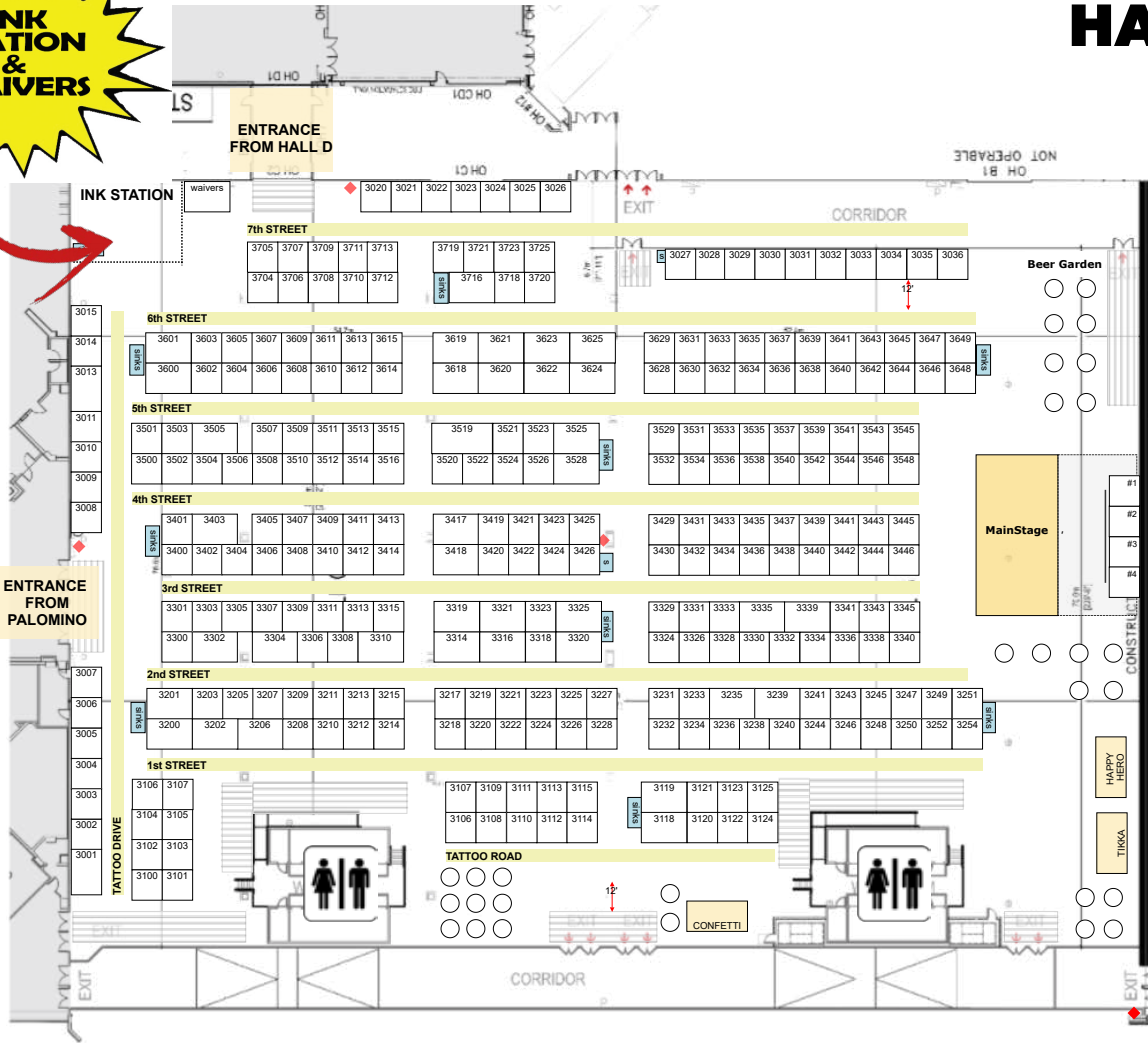 HA
&
ENTRANCE
FROM HALL D
OH D1
OH CD1
OH #12
OH C1
NOT OPERABLE
OH B1
INK STATION
waivers
3020 3021 3022 3023 3024 3025 3026
EXIT
CORRIDOR
7th STREET
3705 3707 3709 3711 3713
3719 3721 3723 3725
3704 3706 3708 3710 3712
sinks
3716 3718 3720
s
3027 3028 3029 3030 3031 3032 3033 3034 3035 3036
12'
EXIT
EXIT
Beer Garden
3015
3014
3013
3011
3010
3009
3008
6th STREET
sinks
3601 3603 3605 3607 3609 3611 3613 3615
3619 3621 3623 3625
3629 3631 3633 3635 3637 3639 3641 3643 3645 3647 3649
3600 3602 3604 3606 3608 3610 3612 3614
3618 3620 3622 3624
3628 3630 3632 3634 3636 3638 3640 3642 3644 3646 3648
sinks
5th STREET
3501 3503 3505 3507 3509 3511 3513 3515
3519 3521 3523 3525
3529 3531 3533 3535 3537 3539 3541 3543 3545
3500 3502 3504 3506 3508 3510 3512 3514 3516
3520 3522 3524 3526 3528
sinks
3532 3534 3536 3538 3540 3542 3544 3546 3548
4th STREET
sinks
3401 3403 3405 3407 3409 3411 3413
3417 3419 3421 3423 3425
3429 3431 3433 3435 3437 3439 3441 3443 3445
3400 3402 3404 3406 3408 3410 3412 3414
3418 3420 3422 3424 3426
s
3430 3432 3434 3436 3438 3440 3442 3444 3446
MainStage
#1
#2
#3
#4
ENTRANCE
FROM
PALOMINO
3rd STREET
3301 3303 3305 3307 3309 3311 3313 3315
3319 3321 3323 3325
3329 3331 3333 3335 3339 3341 3343 3345
3300 3302 3304 3306 3308 3310
3314 3316 3318 3320
sinks
3324 3326 3328 3330 3332 3334 3336 3338 3340
3007
3006
3005
3004
3003
3002
3001
2nd STREET
sinks
3201 3203 3205 3207 3209 3211 3213 3215
3217 3219 3221 3223 3225 3227
3231 3233 3235 3239 3241 3243 3245 3247 3249 3251
3200 3202 3206 3208 3210 3212 3214
3218 3220 3222 3224 3226 3228
3232 3234 3236 3238 3240 3244 3246 3248 3250 3252 3254
sinks
1st STREET
TATTOO DRIVE
3106 3107
3104 3105
3102 3103
3100 3101
3107 3109 3111 3113 3115
3106 3108 3110 3112 3114
sinks
3119 3121 3123 3125
3118 3120 3122 3124
HAPPY
HERO
TIKKA
TATTOO ROAD
12'
CONFETTI
EXIT
EXIT EXIT
EXIT
EXIT
CORRIDOR
EXIT